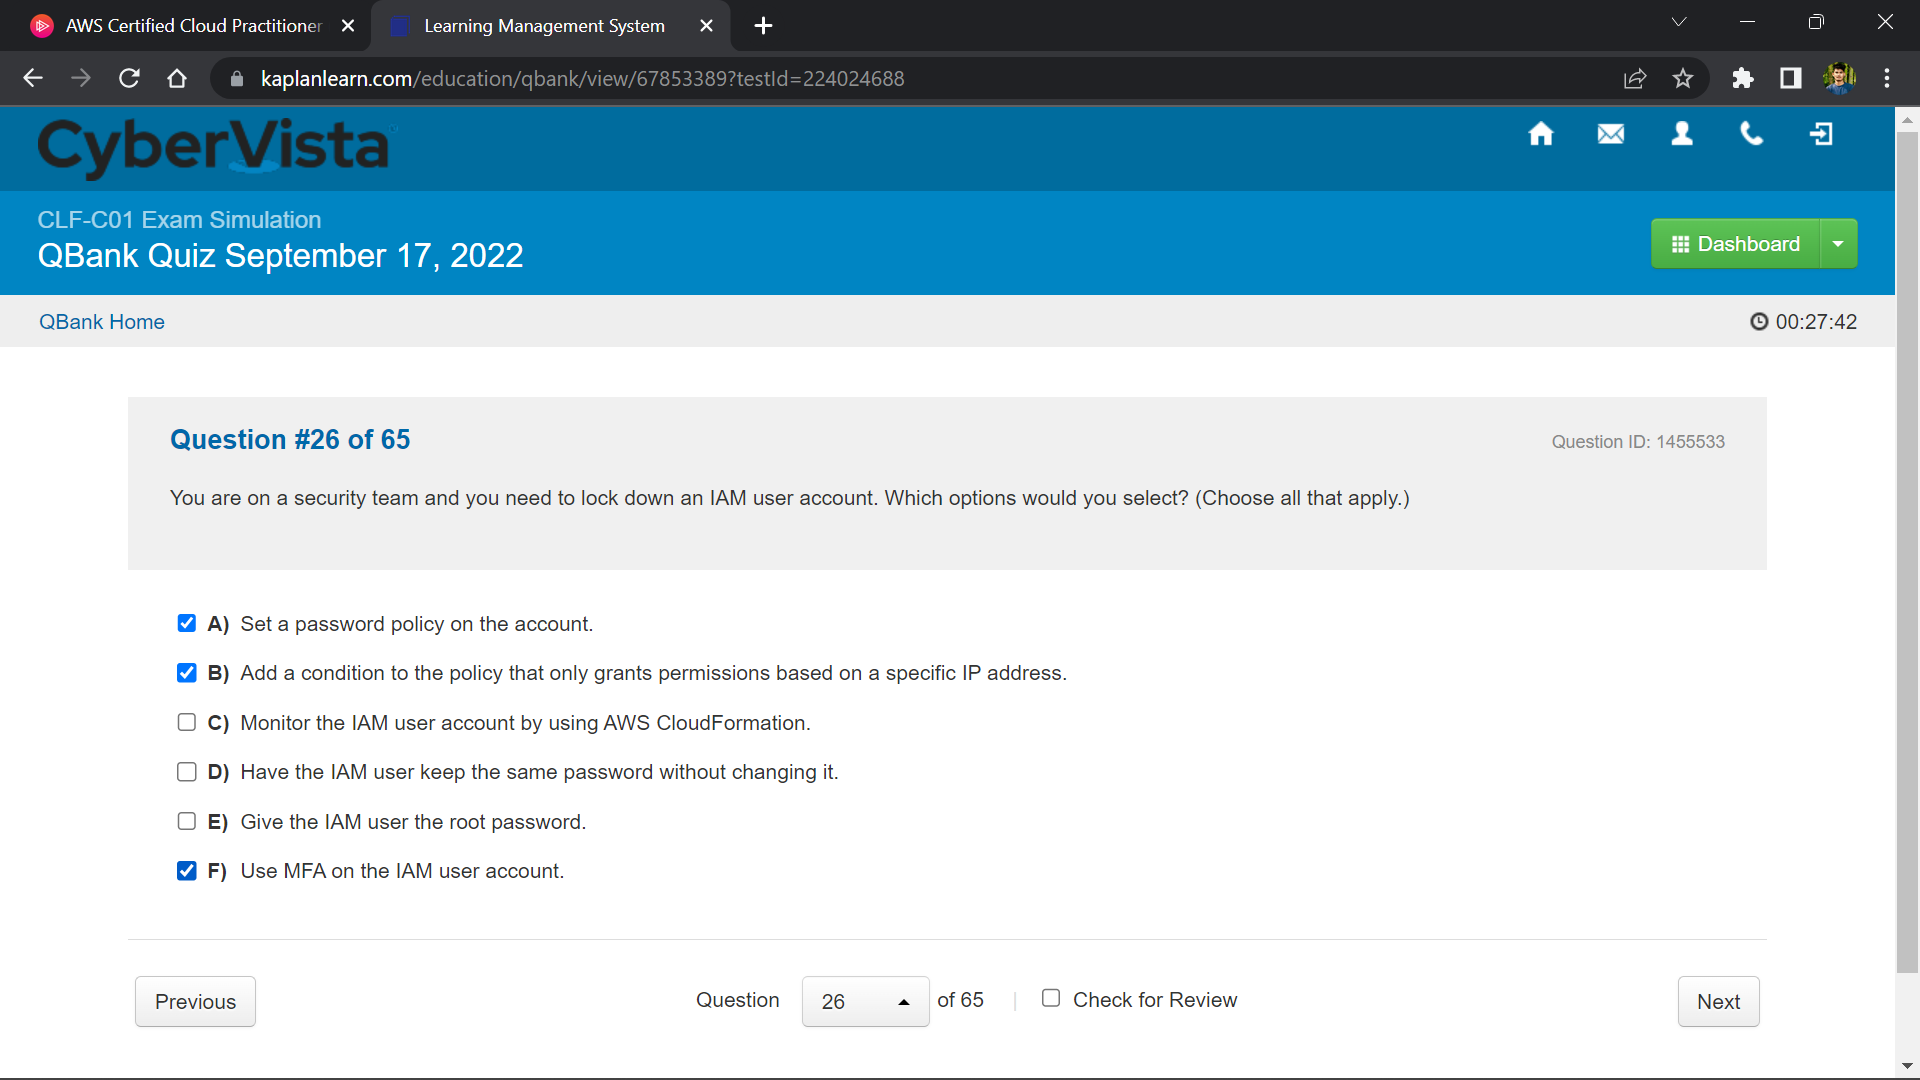 AWS Certified Cloud Practitioner
Learning Management System
kaplanlearn.com/education/qbank/view/67853389?testId=224024688
CyberVista
CLF-C01 Exam Simulation
QBank Quiz September 17, 2022
Dashboard
QBank Home
00:27:42
Question #26 of 65
Question ID: 1455533
You are on a security team and you need to lock down an IAM user account. Which options would you select? (Choose all that apply.)
A) Set a password policy on the account.
B) Add a condition to the policy that only grants permissions based on a specific IP address.
C) Monitor the IAM user account by using AWS CloudFormation.
D) Have the IAM user keep the same password without changing it.
E) Give the IAM user the root password.
F) Use MFA on the IAM user account.
Previous
Question 26 of 65 | Check for Review
Next